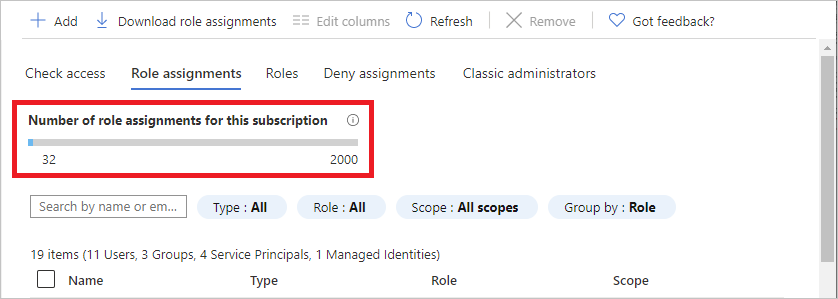 Add Download role assignments Edit columns Refresh Remove Got feedback?
Check access Role assignments Roles Deny assignments Classic administrators
Number of role assignments for this subscription
32 2000
Search by name or em... Type : All Role : All Scope : All scopes Group by : Role
19 items (11 Users, 3 Groups, 4 Service Principals, 1 Managed Identities)
Name Type Role Scope